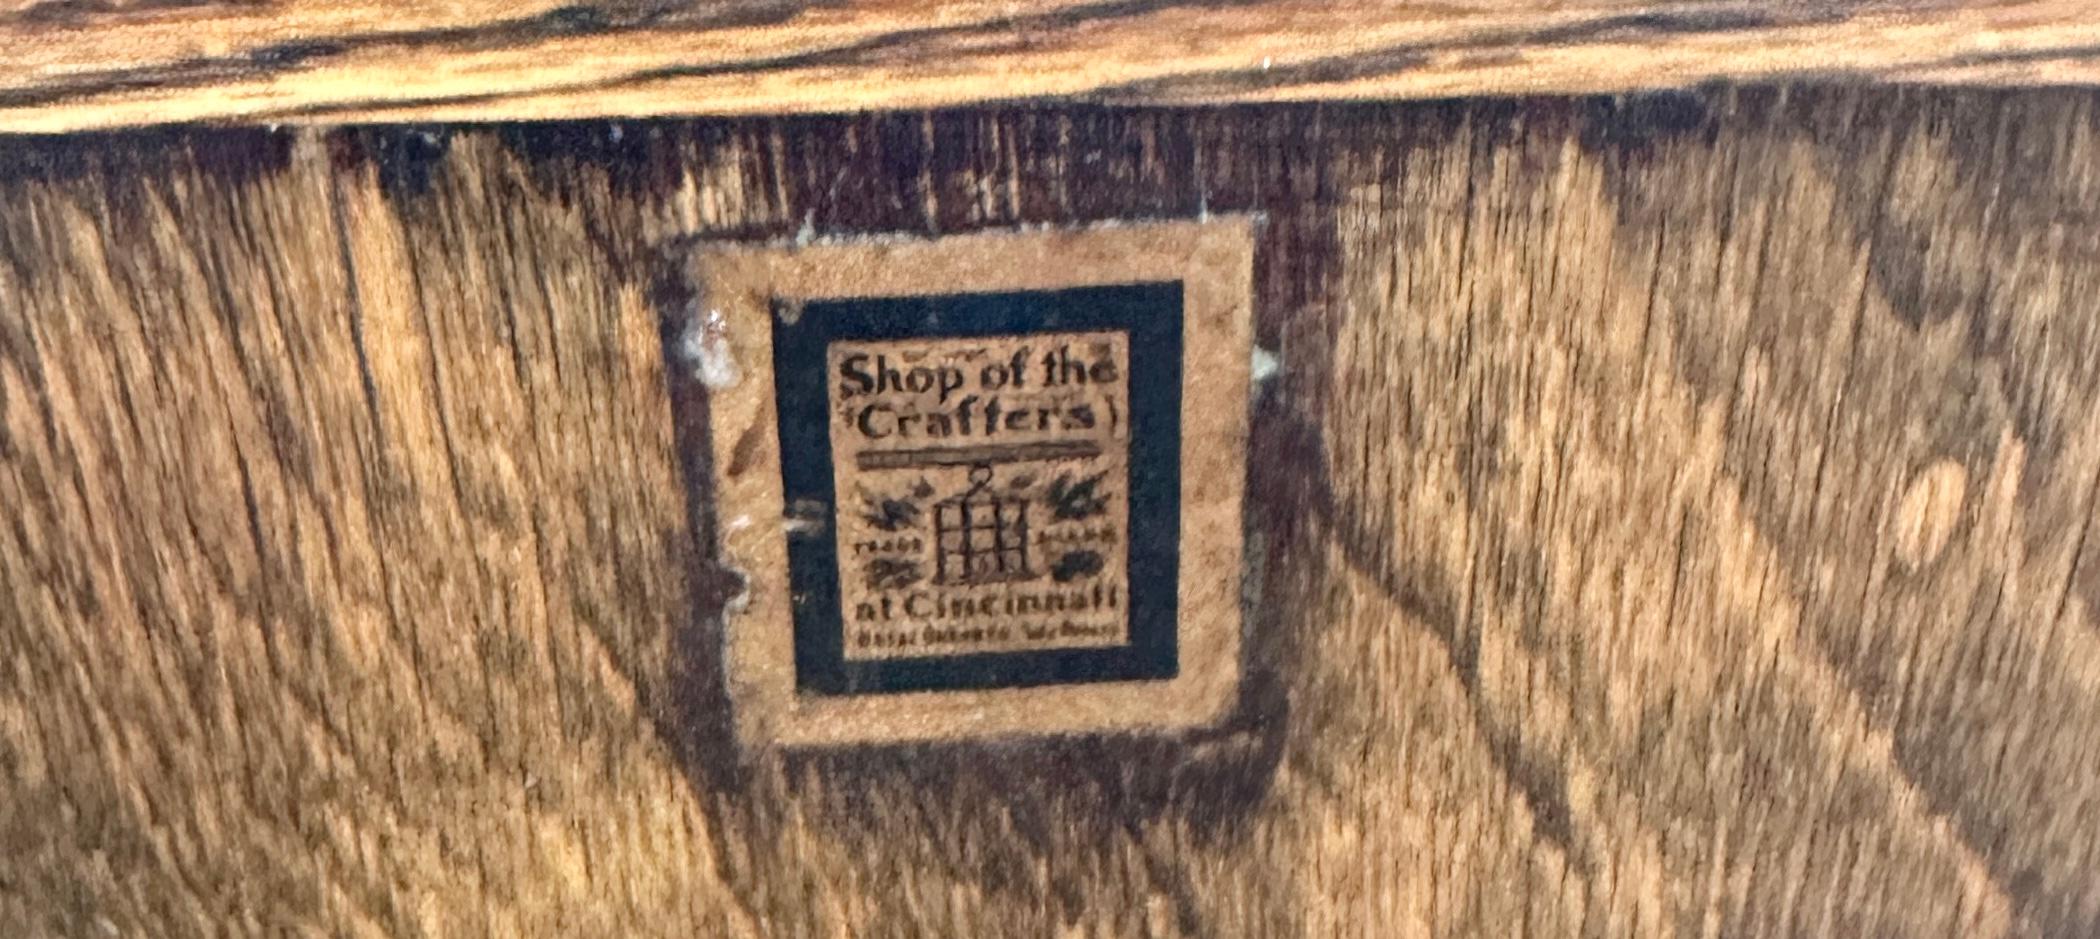 Shop of the
Crafters
TRADE MARK
at Cincinnati